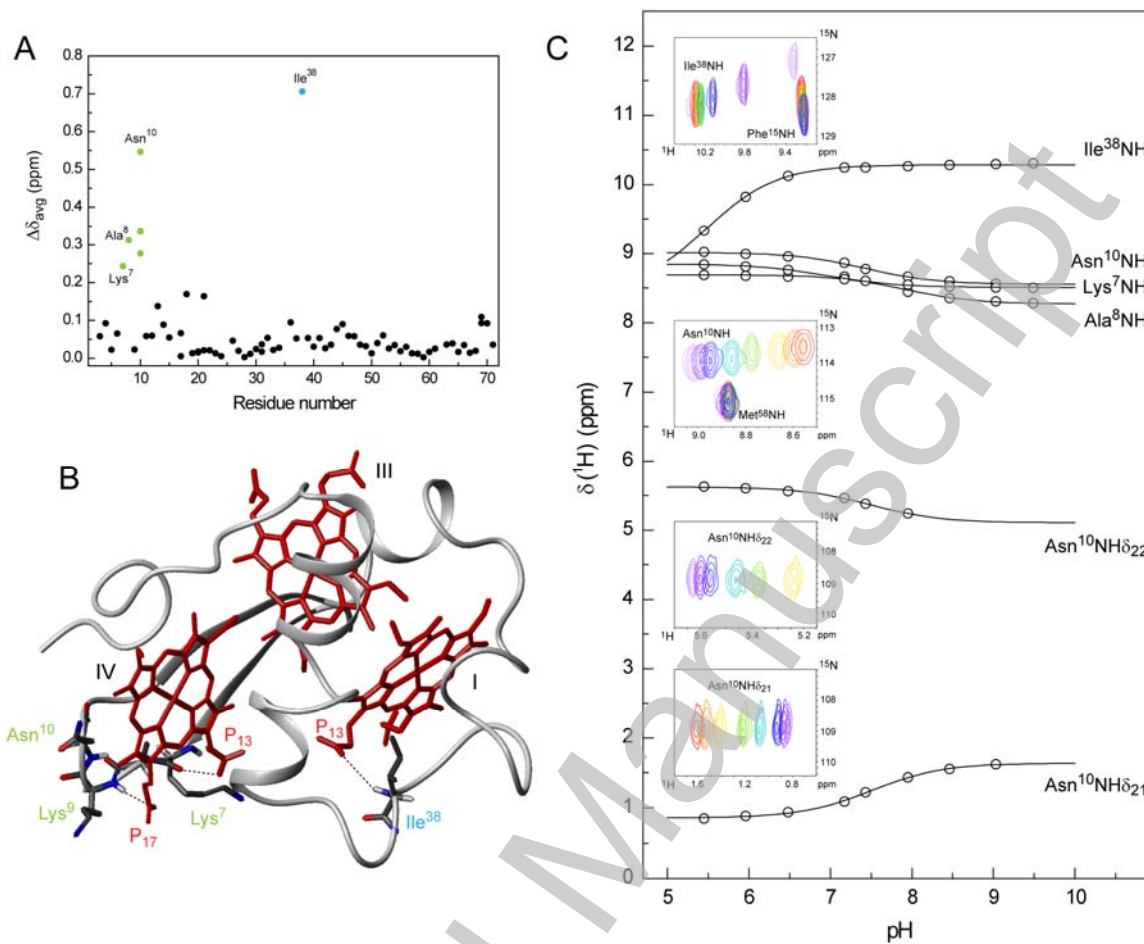 A
0.8
0.7
0.6
0.5
0.4
0.3
0.2
0.1
0.0
Δδavg (ppm)
Ile38
Asn10
Ala8
Lys7
10
20
30
40
50
60
70
Residue number
B
III
IV
I
P13
P13
P17
Asn10
Lys9
Lys7
Ile38
C
12
11
10
9
8
7
6
5
4
3
2
1
0
δ (1H) (ppm)
5
6
7
8
9
10
pH
Ile38NH
Phe15NH
15N
127
128
129
1H
10.2
9.8
9.4
ppm
Ile38NH
Asn10NH
Lys7NH
Ala8NH
Asn10NH
Met58NH
15N
113
114
115
1H
9.0
8.8
8.6
ppm
Asn10NHδ22
15N
108
109
110
1H
5.6
5.4
5.2
ppm
Asn10NHδ22
Asn10NHδ21
15N
108
109
110
1H
1.6
1.2
0.8
ppm
Asn10NHδ21
Manuscript